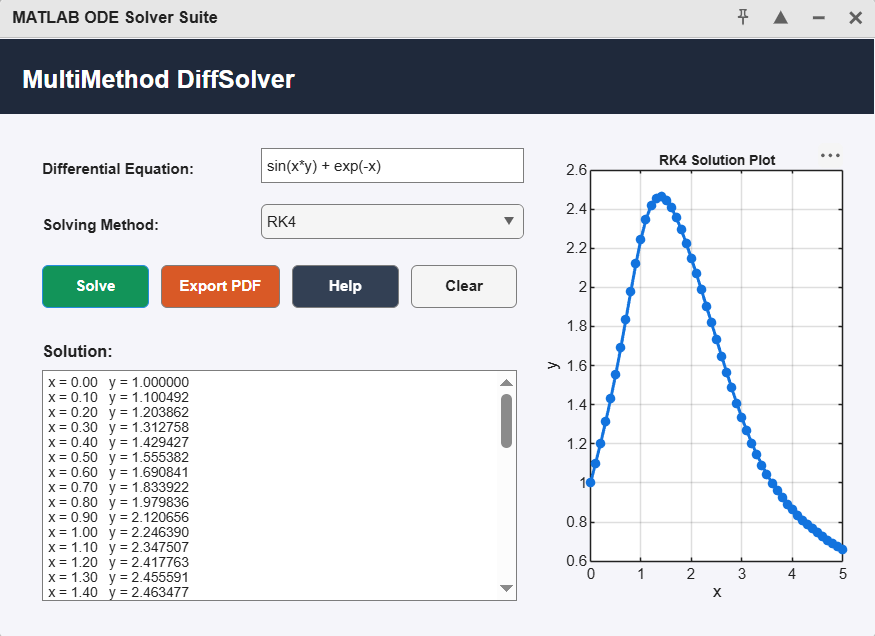 MATLAB ODE Solver Suite
MultiMethod DiffSolver
Differential Equation:
sin(x*y) + exp(-x)
Solving Method:
RK4
Solve
Export PDF
Help
Clear
Solution:
x = 0.00 y = 1.000000
x = 0.10 y = 1.100492
x = 0.20 y = 1.203862
x = 0.30 y = 1.312758
x = 0.40 y = 1.429427
x = 0.50 y = 1.555382
x = 0.60 y = 1.690841
x = 0.70 y = 1.833922
x = 0.80 y = 1.979836
x = 0.90 y = 2.120656
x = 1.00 y = 2.246390
x = 1.10 y = 2.347507
x = 1.20 y = 2.417763
x = 1.30 y = 2.455591
x = 1.40 y = 2.463477
RK4 Solution Plot
2.6
2.4
2.2
2
1.8
1.6
1.4
1.2
1
0.8
0.6
y
0 1 2 3 4 5
x